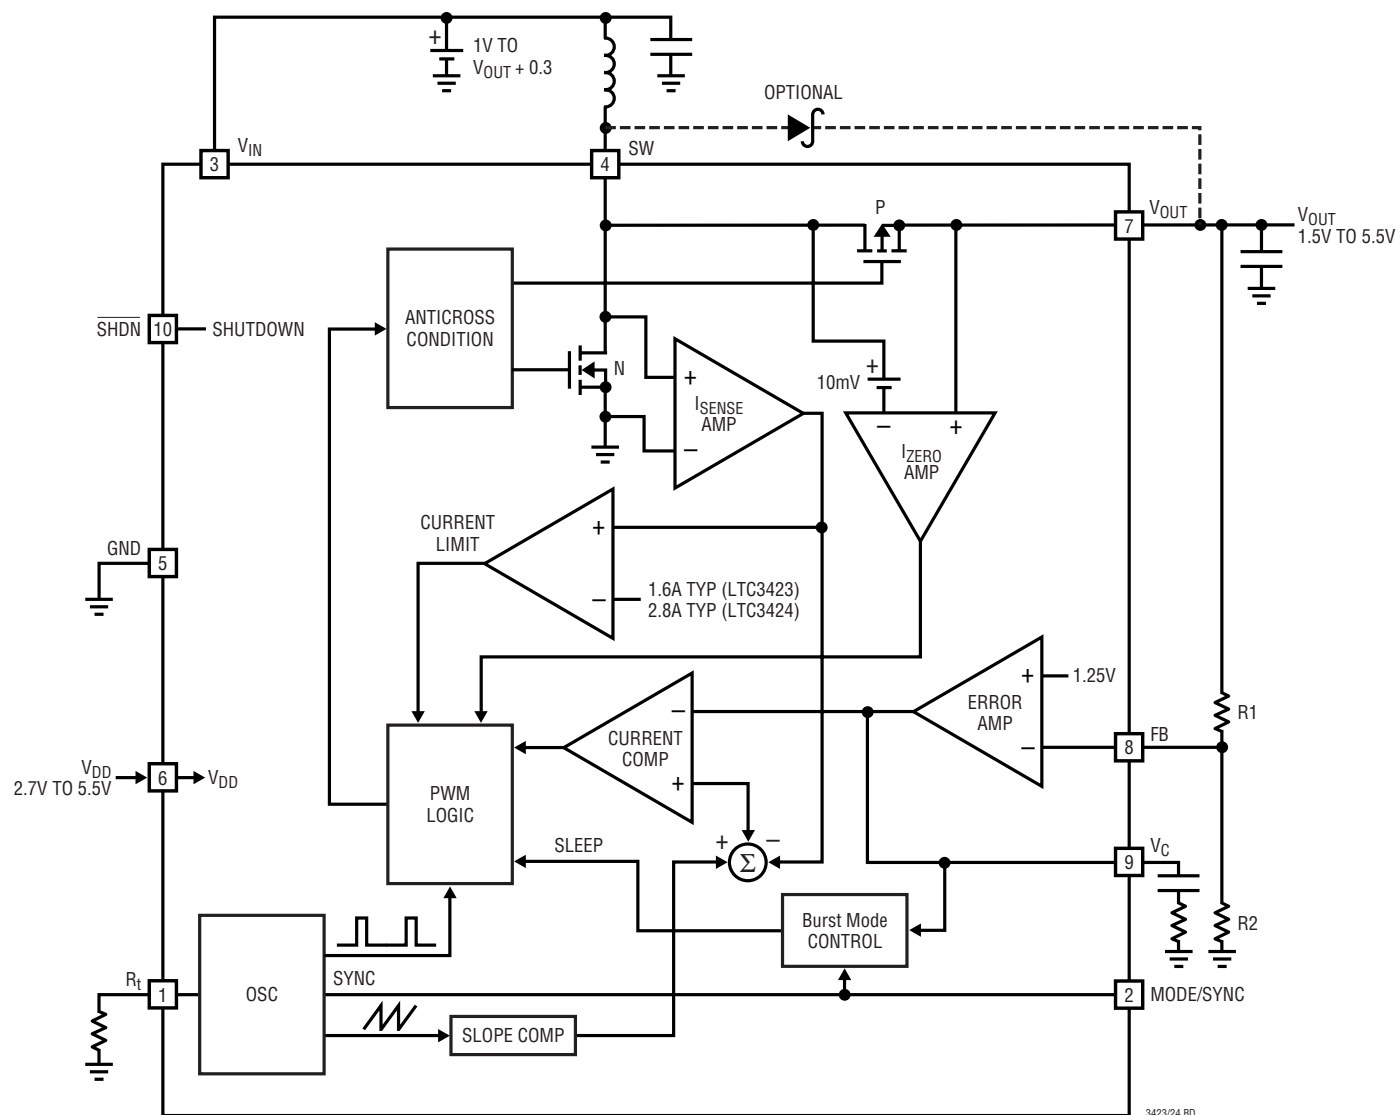 +
1V TO
VOUT + 0.3
OPTIONAL
3
VIN
4
SW
P
7
VOUT
VOUT
1.5V TO 5.5V
ANTICROSS
CONDITION
SHDN
10
SHUTDOWN
N
+
ISENSE
AMP
–
+
10mV
–
+
IZERO
AMP
CURRENT
LIMIT
+
–
1.6A TYP (LTC3423)
2.8A TYP (LTC3424)
GND
5
+
1.25V
ERROR
AMP
–
R1
8
FB
–
CURRENT
COMP
+
PWM
LOGIC
VDD
2.7V TO 5.5V
6
VDD
SLEEP
+
–
Σ
9
VC
R2
Burst Mode
CONTROL
Rt
1
OSC
SYNC
2
MODE/SYNC
SLOPE COMP
3423/24 BD